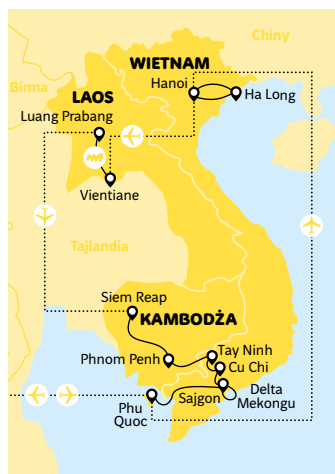 Chiny
WIETNAM
Birma
Hanoi
LAOS
Ha Long
Luang Prabang
Vientiane
Tajlandia
Siem Reap
KAMBODŻA
Tay Ninh
Phnom Penh
Cu Chi
Phu
Quoc
Sajgon
Delta
Mekongu